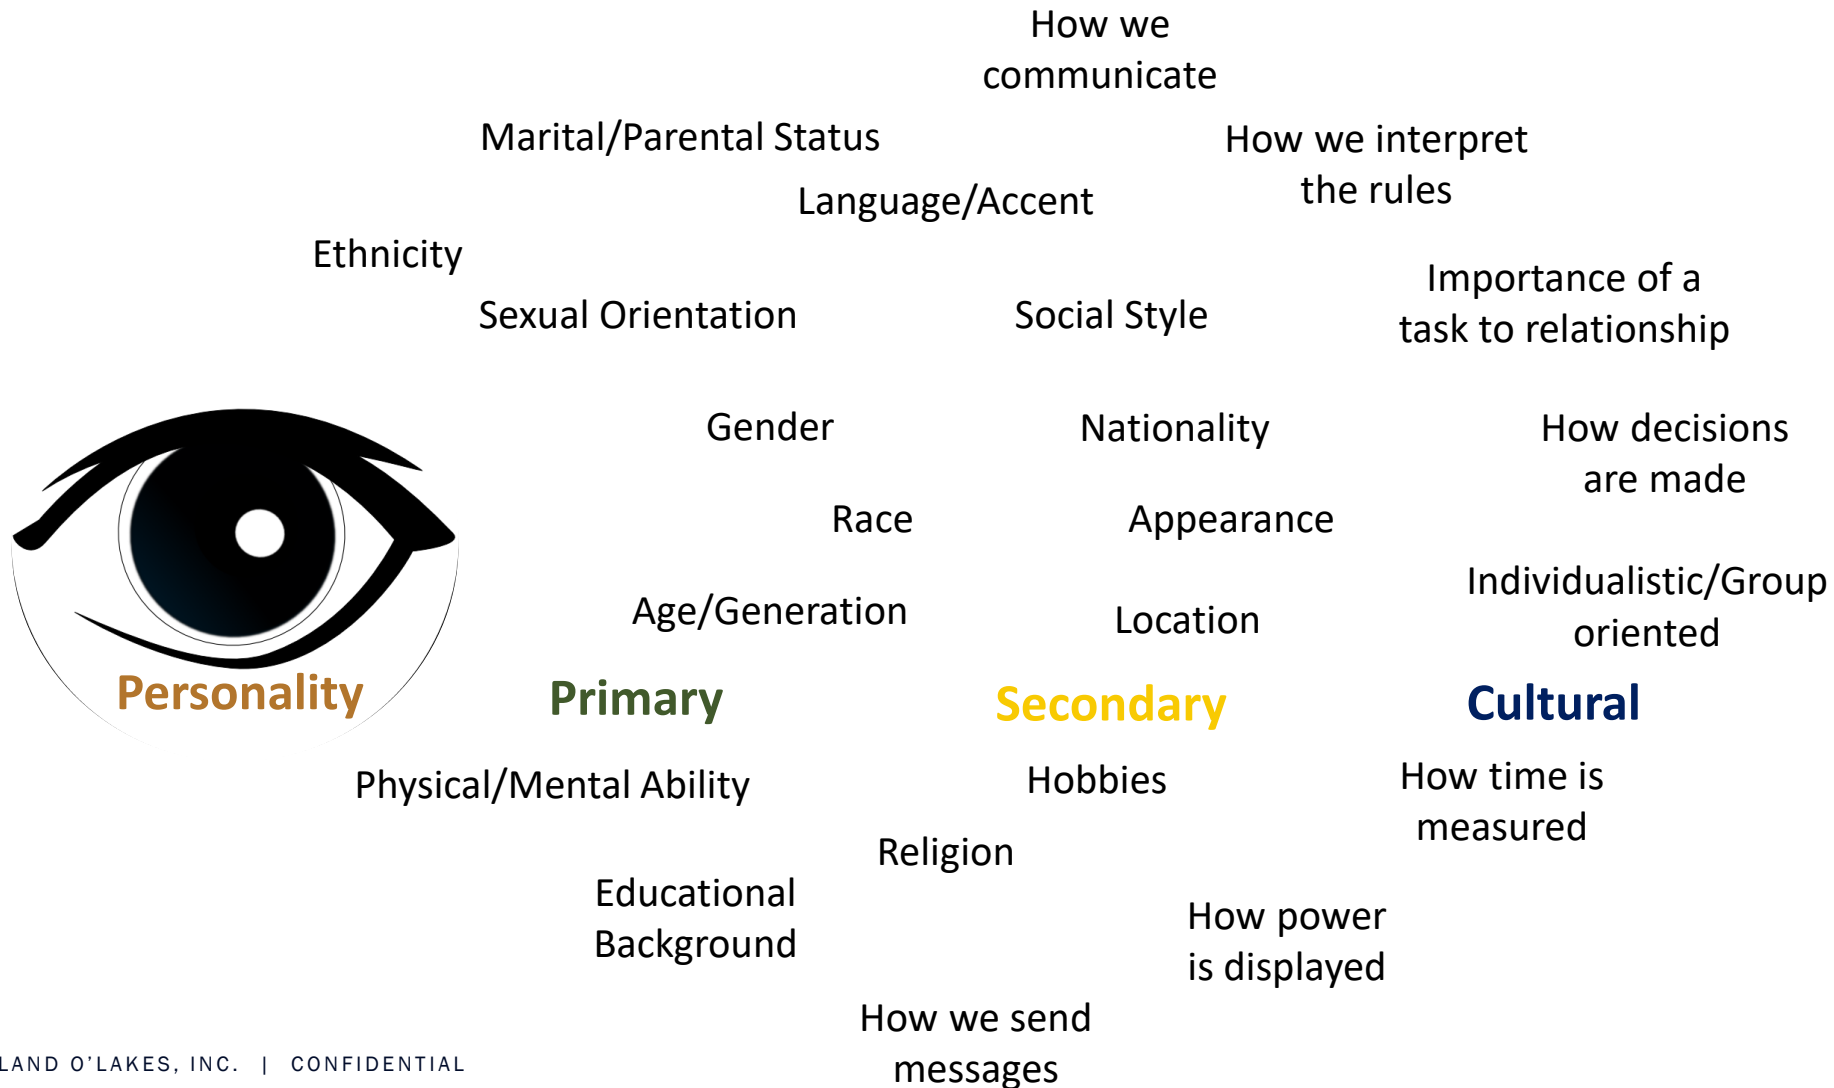 How we
communicate
Marital/Parental Status
How we interpret
the rules
Language/Accent
Ethnicity
Importance of a
task to relationship
Sexual Orientation
Social Style
Gender
Nationality
How decisions
are made
Race
Appearance
Individualistic/Group
oriented
Age/Generation
Location
Personality
Primary
Secondary
Cultural
Physical/Mental Ability
Hobbies
How time is
measured
Religion
Educational
Background
How power
is displayed
How we send
messages
LAND O'LAKES, INC. | CONFIDENTIAL